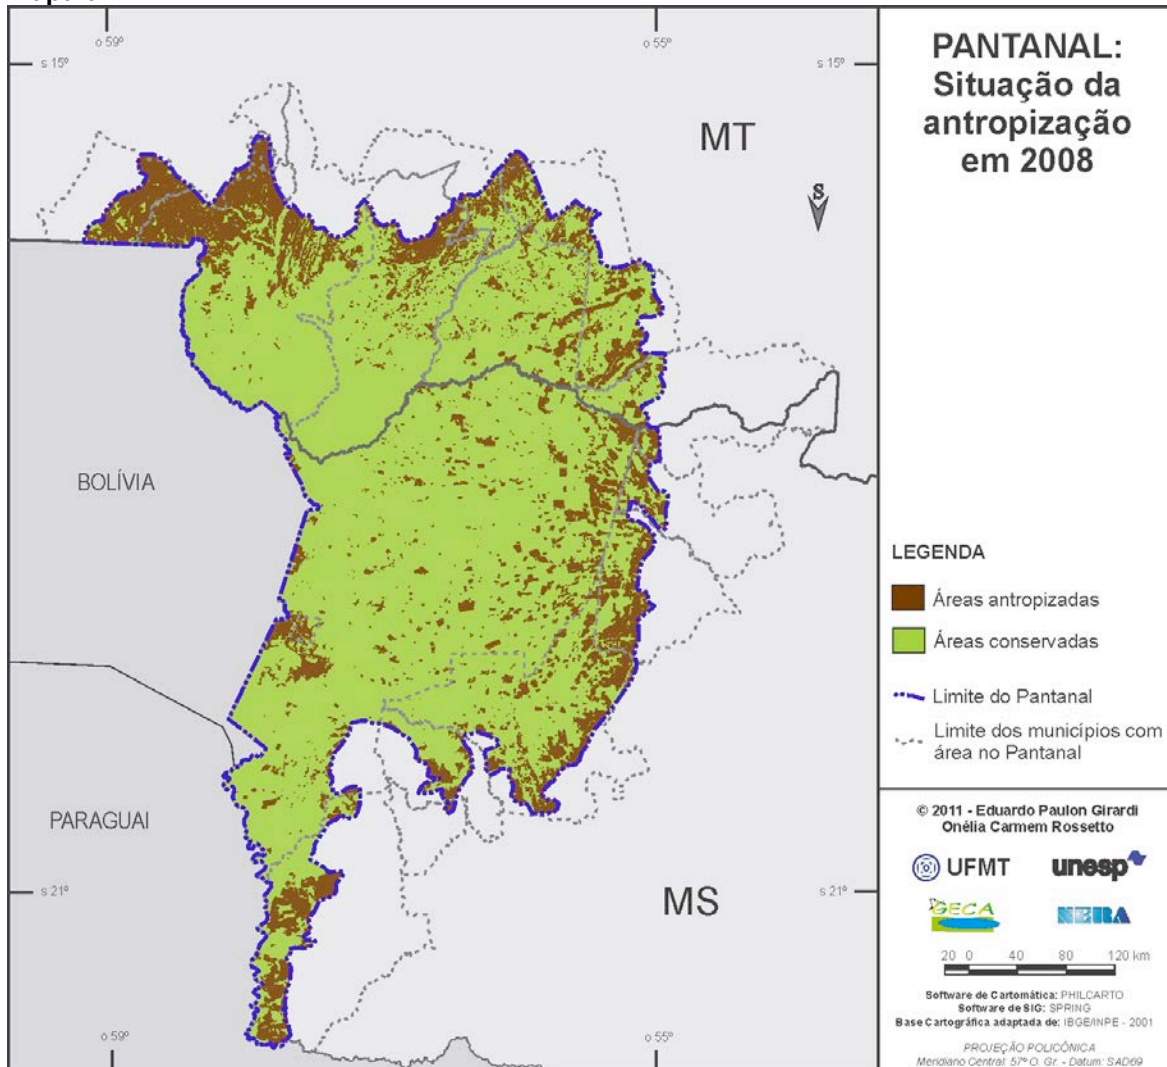 o 59º
o 55º
s 15º
s 15º
MT
S
BOLÍVIA
PARAGUAI
MS
s 21º
s 21º
o 59º
o 55º
PANTANAL:
Situação da
antropização
em 2008
LEGENDA
Áreas antropizadas
Áreas conservadas
Limite do Pantanal
Limite dos municípios com
área no Pantanal
© 2011 - Eduardo Paulon Girardi
Onélia Carmem Rossetto
UFMT
unesp
GECA
NERA
20 0 40 80 120 km
Software de Cartomática: PHILCARTO
Software de SIG: SPRING
Base Cartográfica adaptada de: IBGE/INPE - 2001
PROJEÇÃO POLICÔNICA
Meridiano Central: 57º O. Gr. - Datum: SAD69